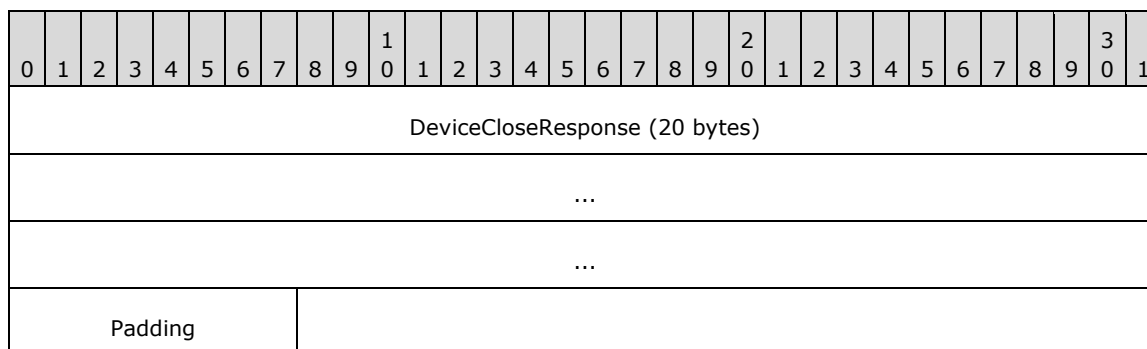 1 2 3
0 1 2 3 4 5 6 7 8 9 0 1 2 3 4 5 6 7 8 9 0 1 2 3 4 5 6 7 8 9 0 1
DeviceCloseResponse (20 bytes)
...
...
Padding